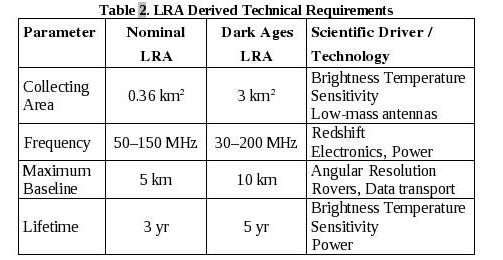 Table 2. LRA Derived Technical Requirements
Parameter Nominal LRA Dark Ages LRA Scientific Driver / Technology
Collecting Area 0.36 km² 3 km² Brightness Temperature Sensitivity Low-mass antennas
Frequency 50–150 MHz 30–200 MHz Redshift Electronics, Power
Maximum Baseline 5 km 10 km Angular Resolution Rovers, Data transport
Lifetime 3 yr 5 yr Brightness Temperature Sensitivity Power